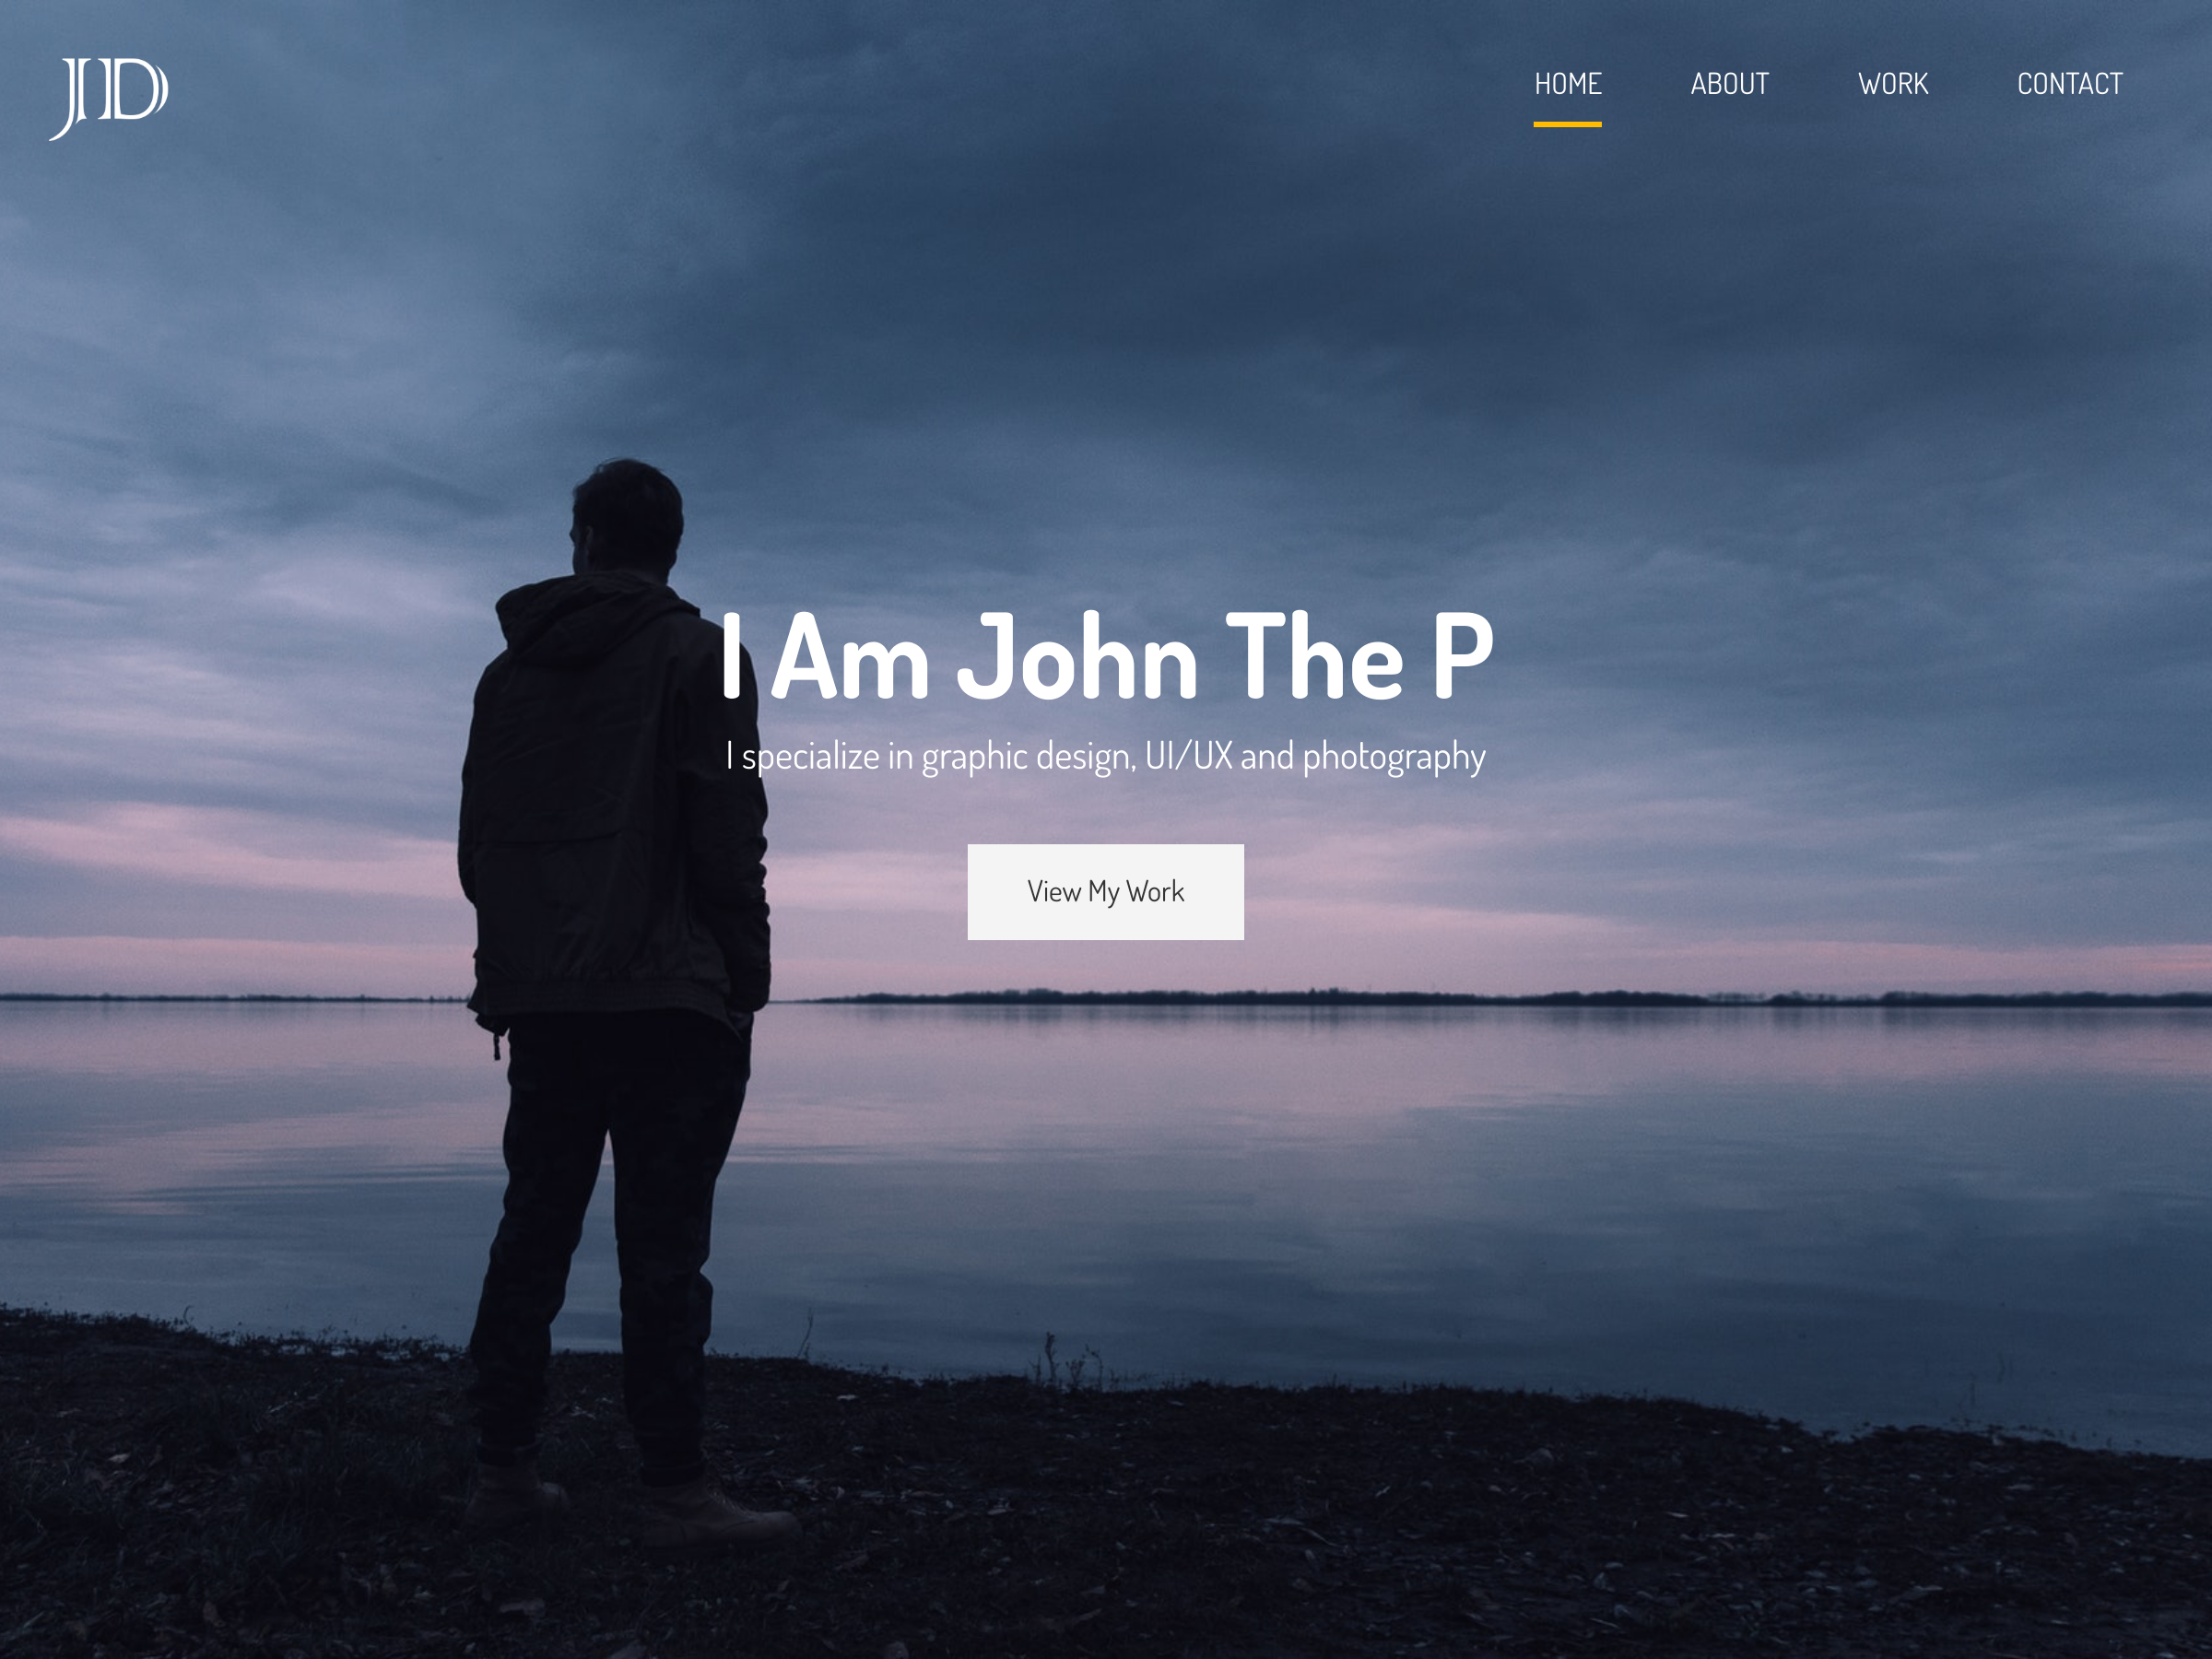 JD
HOME ABOUT WORK CONTACT
I Am John The P
I specialize in graphic design, UI/UX and photography
View My Work